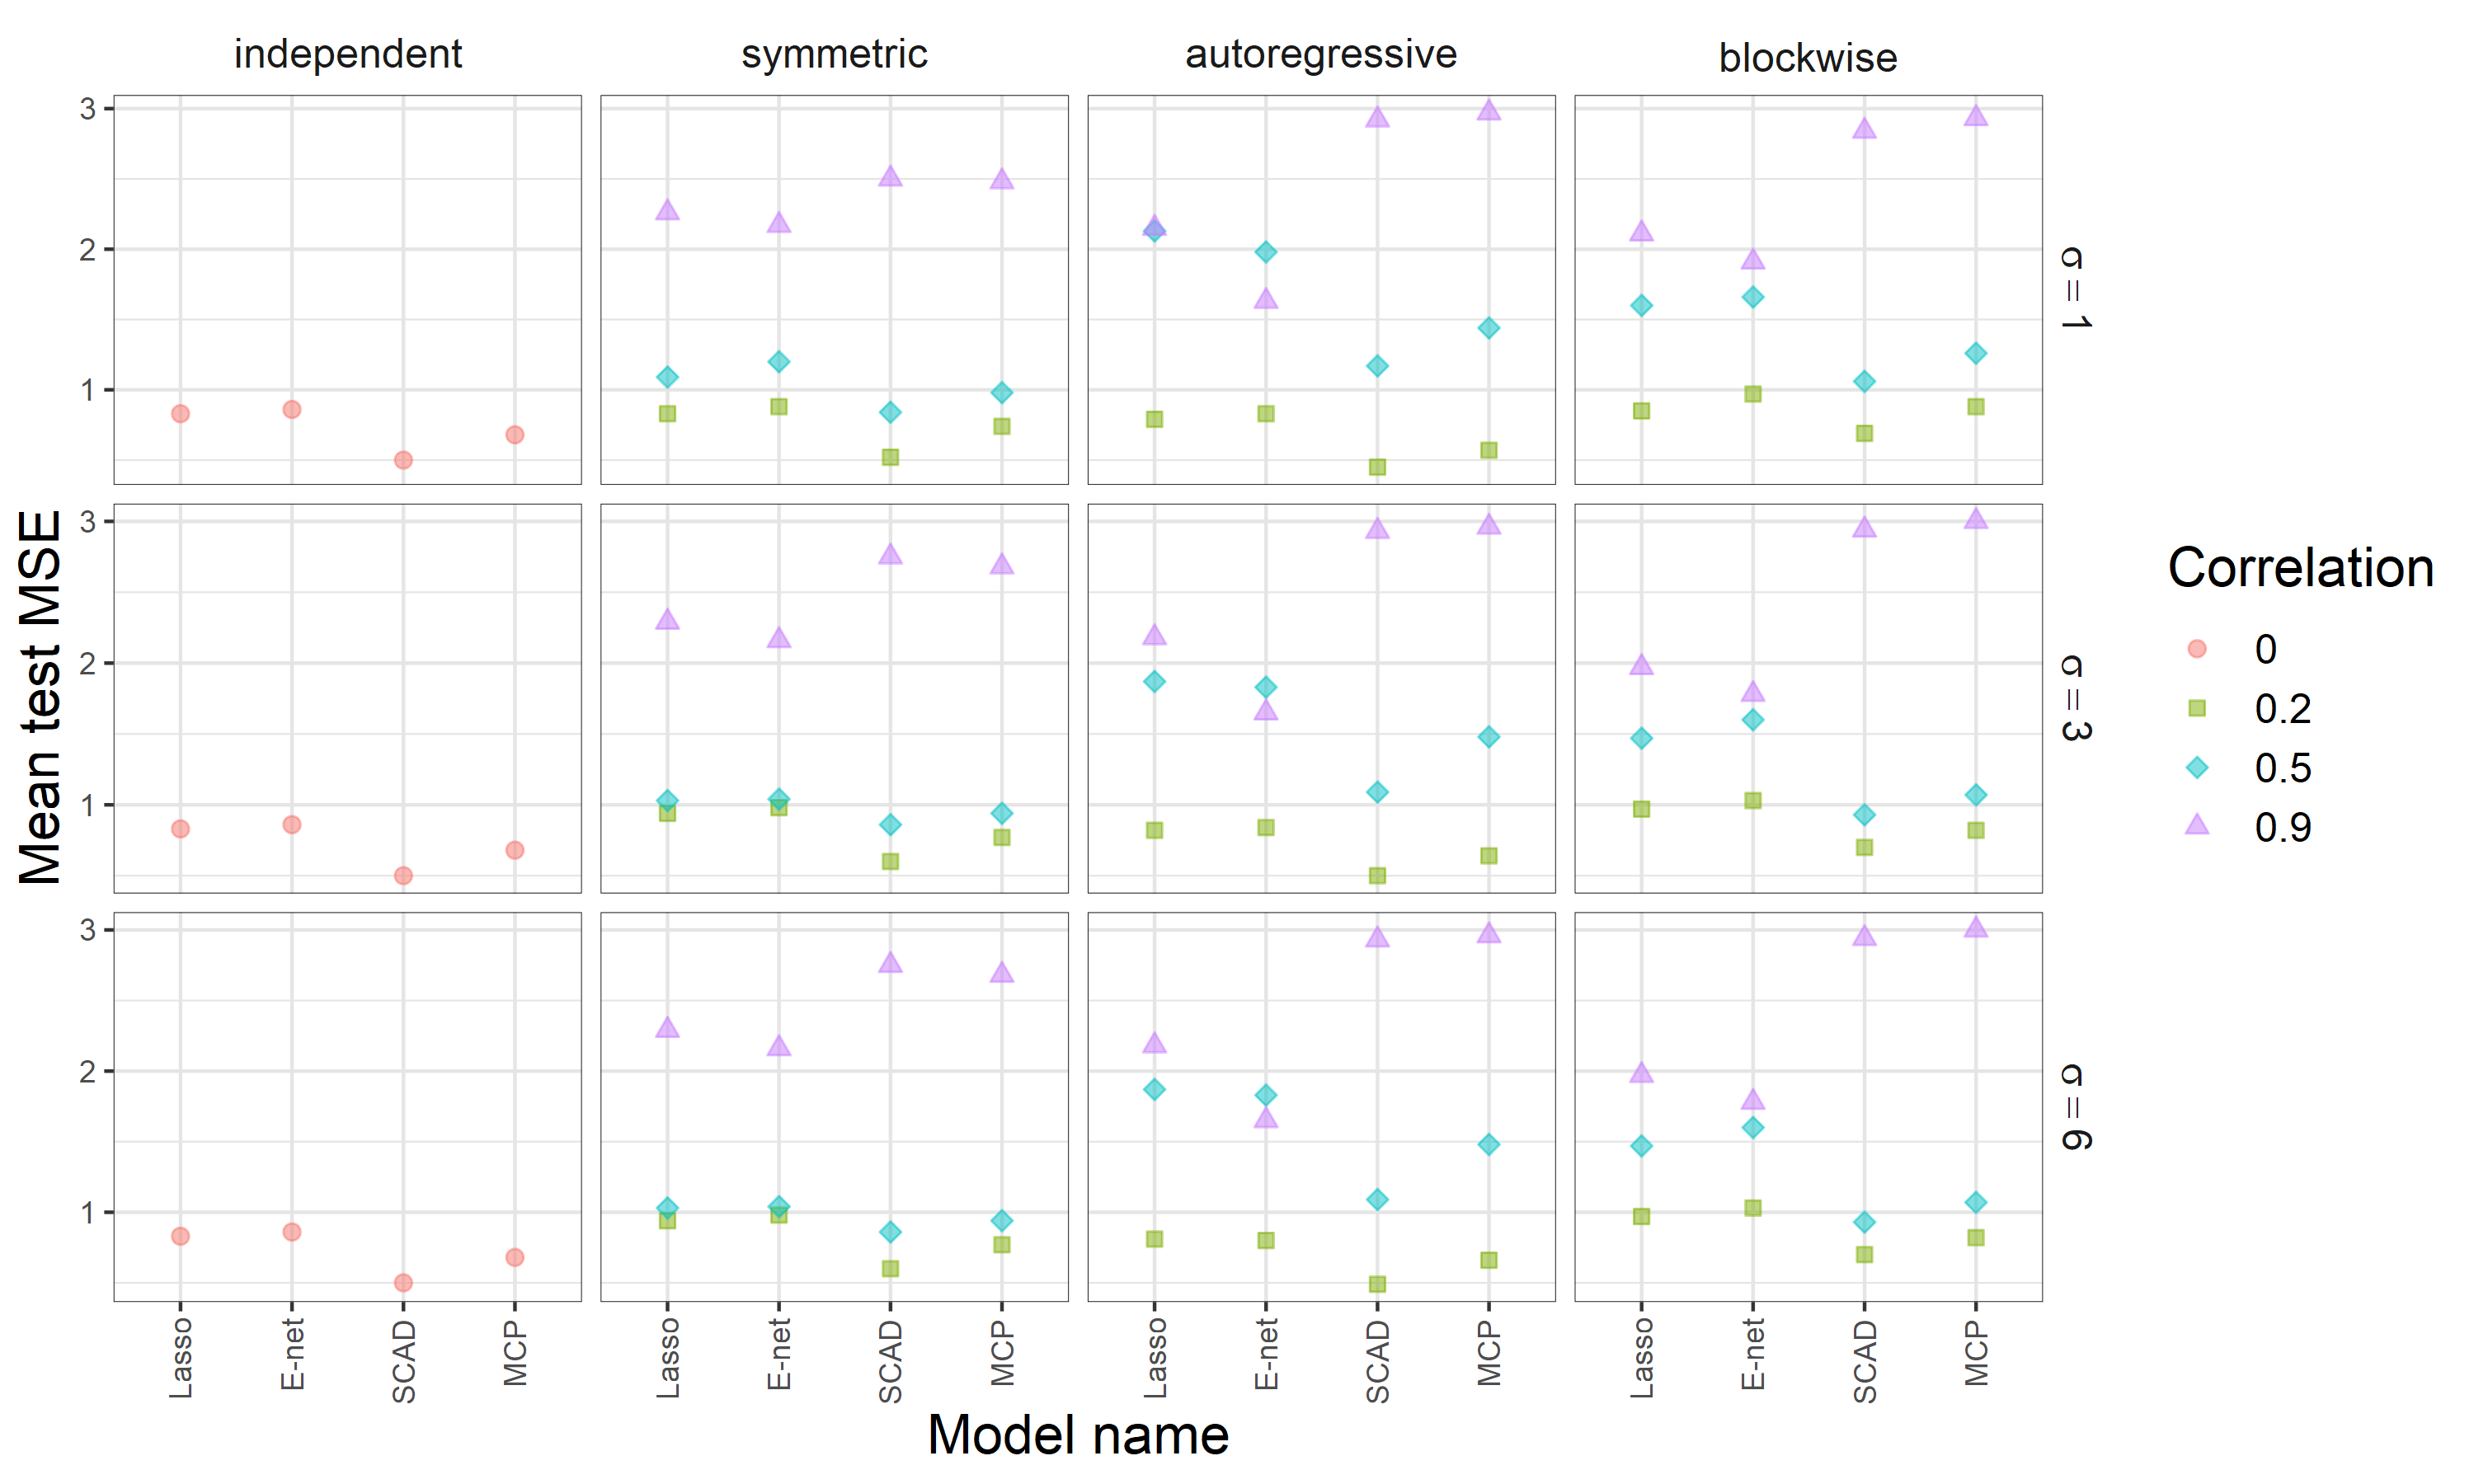 independent symmetric autoregressive blockwise
3
2
1
σ = 1
3
2
1
σ = 3
3
2
1
σ = 6
Mean test MSE
Lasso E-net SCAD MCP Lasso E-net SCAD MCP Lasso E-net SCAD MCP Lasso E-net SCAD MCP
Model name
Correlation
0
0.2
0.5
0.9